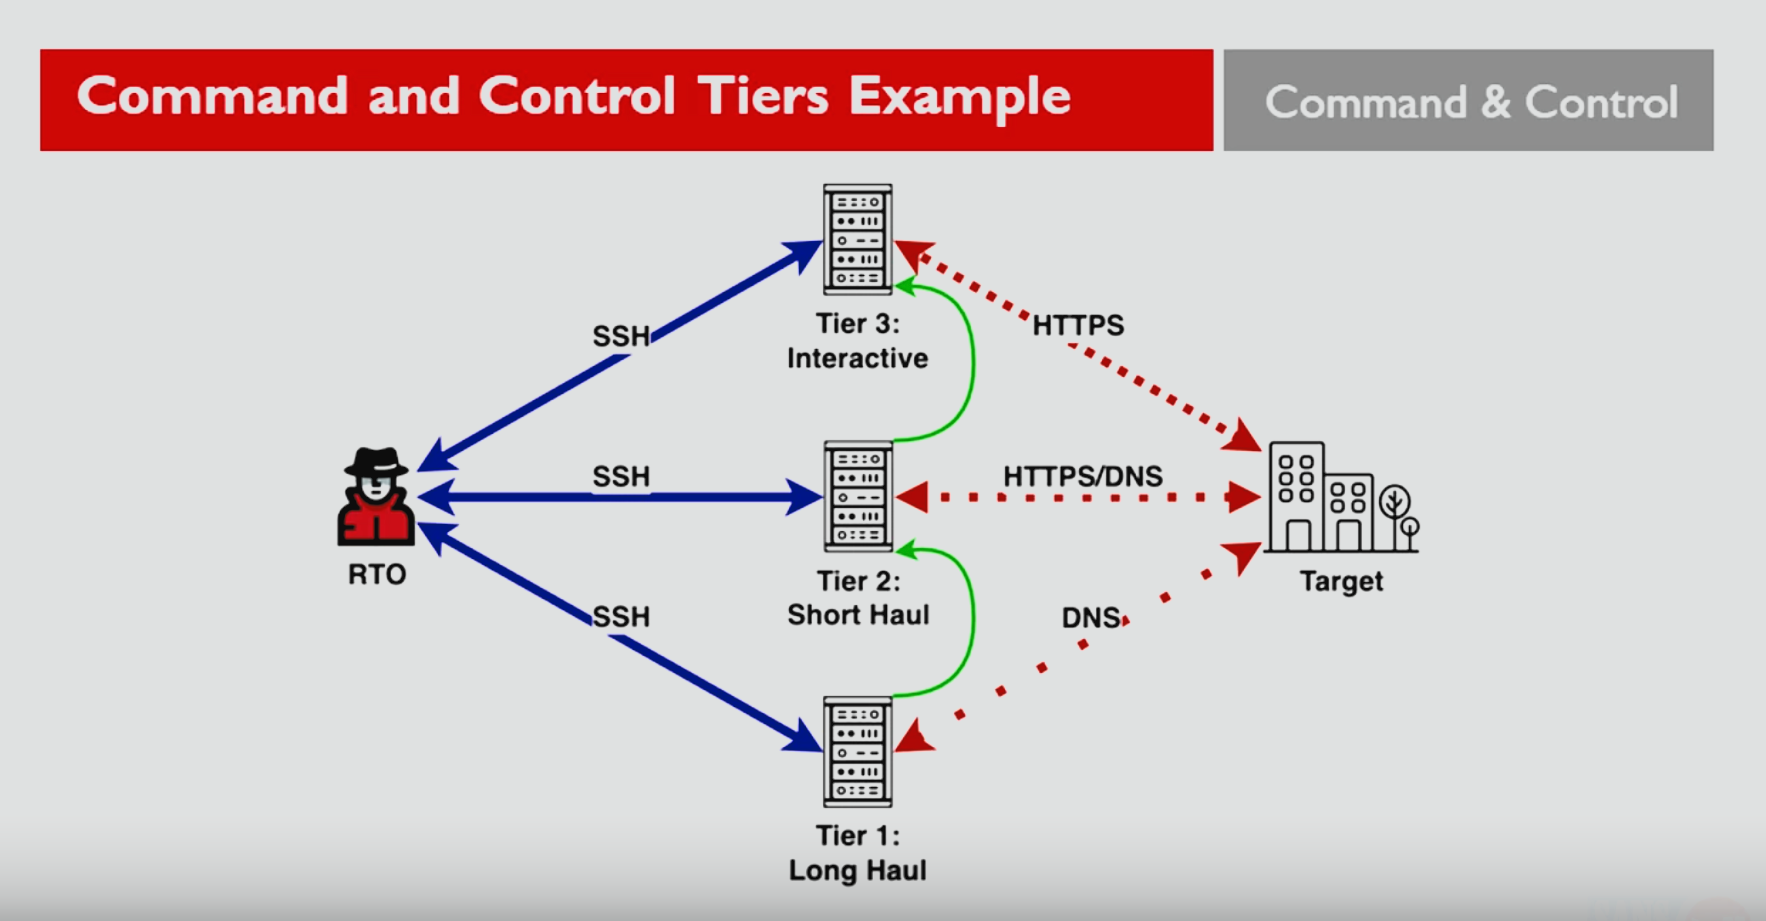 Command and Control Tiers Example
Command & Control
Tier 3:
Interactive
SSH
HTTPS
SSH
HTTPS/DNS
RTO
Tier 2:
Short Haul
Target
SSH
DNS
Tier 1:
Long Haul